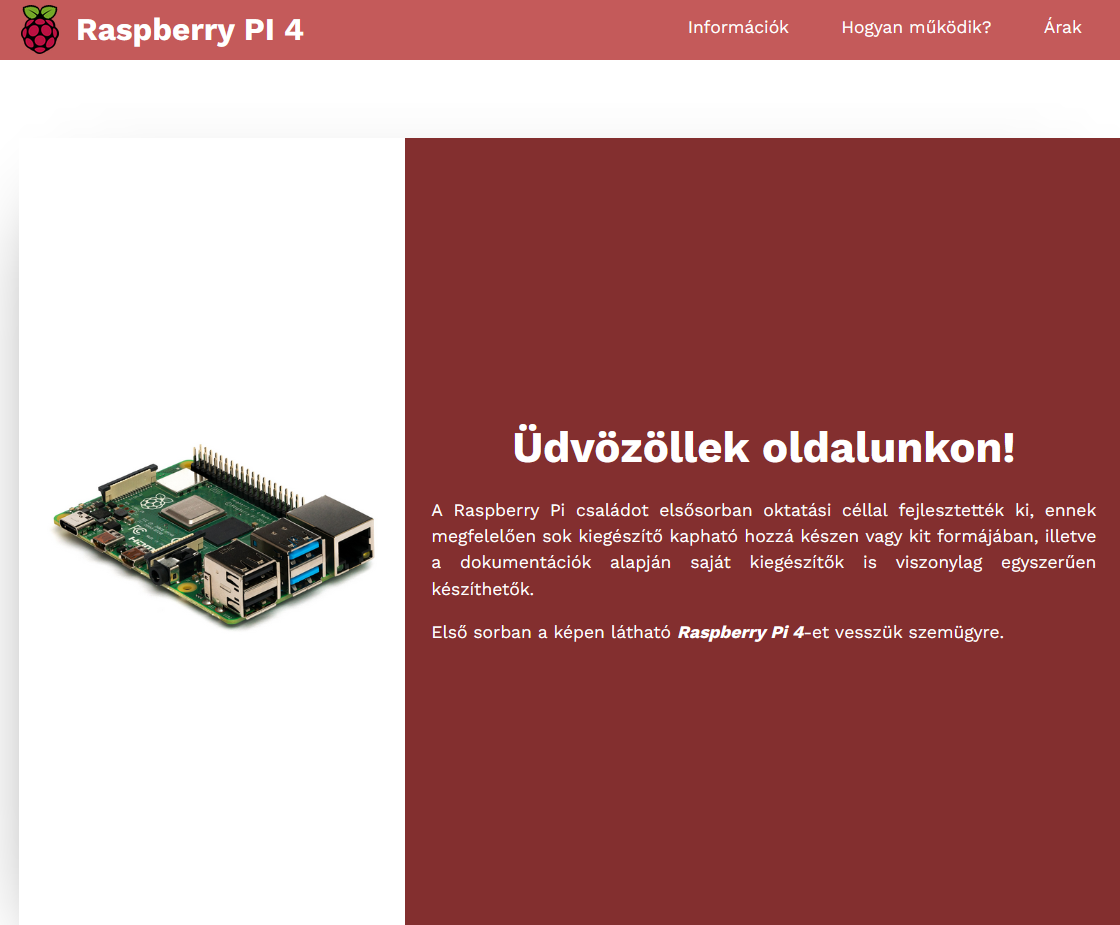 Raspberry PI 4
Információk
Hogyan működik?
Árak
Üdvözöllek oldalunkon!
A Raspberry Pi családot elsősorban oktatási céllal fejlesztették ki, ennek
megfelelően sok kiegészítő kapható hozzá készen vagy kit formájában, illetve
a dokumentációk alapján saját kiegészítők is viszonylag egyszerűen
készíthetők.
Első sorban a képen látható Raspberry Pi 4-et vesszük szemügyre.
HDMI